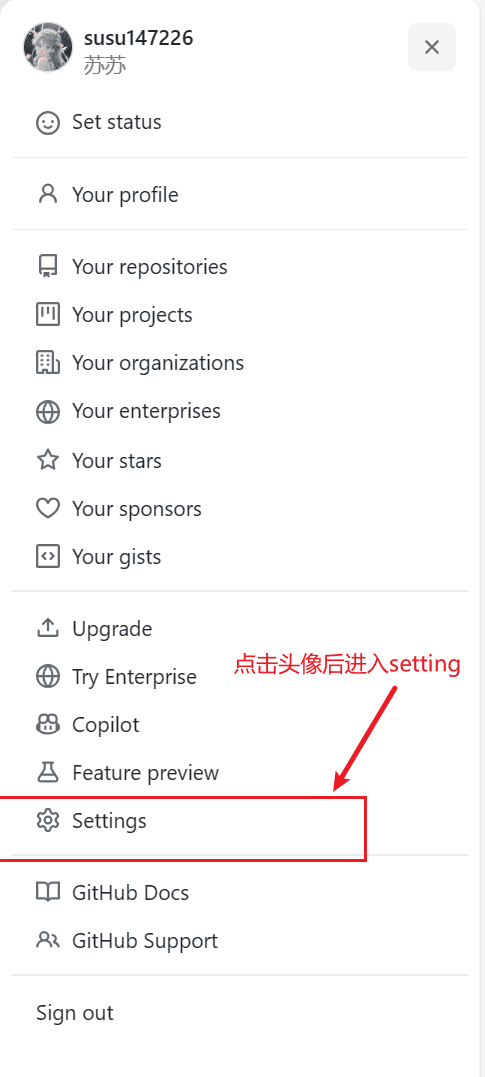 susu147226
苏苏
Set status
Your profile
Your repositories
Your projects
Your organizations
Your enterprises
Your stars
Your sponsors
Your gists
Upgrade
点击头像后进入setting
Try Enterprise
Copilot
Feature preview
Settings
GitHub Docs
GitHub Support
Sign out